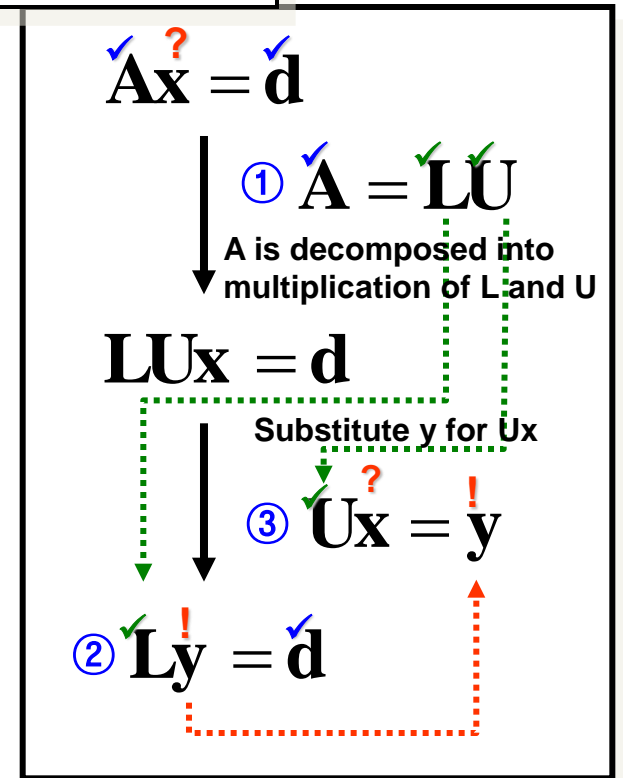 ✓ ? ✓
Ax = d
✓ ✓ ✓
① A = LU
A is decomposed into
multiplication of L and U
LUx = d
Substitute y for Ux
✓ ? !
③ Ux = y
✓ ! ✓
② Ly = d